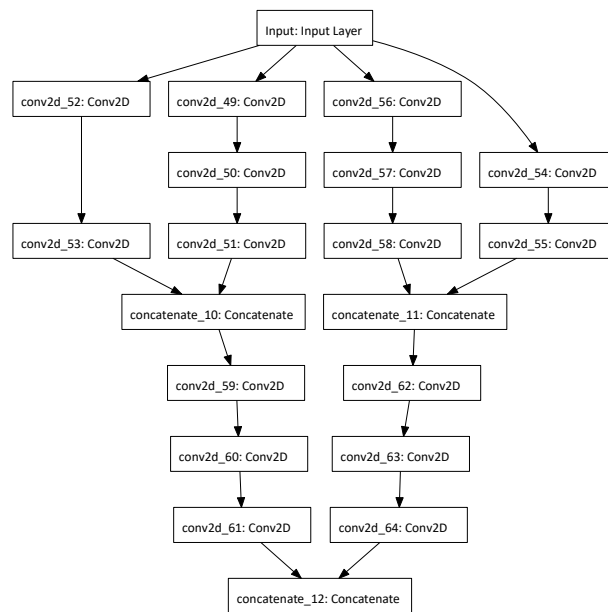 Input: Input Layer
conv2d_52: Conv2D
conv2d_49: Conv2D
conv2d_56: Conv2D
conv2d_50: Conv2D
conv2d_57: Conv2D
conv2d_54: Conv2D
conv2d_53: Conv2D
conv2d_51: Conv2D
conv2d_58: Conv2D
conv2d_55: Conv2D
concatenate_10: Concatenate
concatenate_11: Concatenate
conv2d_59: Conv2D
conv2d_62: Conv2D
conv2d_60: Conv2D
conv2d_63: Conv2D
conv2d_61: Conv2D
conv2d_64: Conv2D
concatenate_12: Concatenate